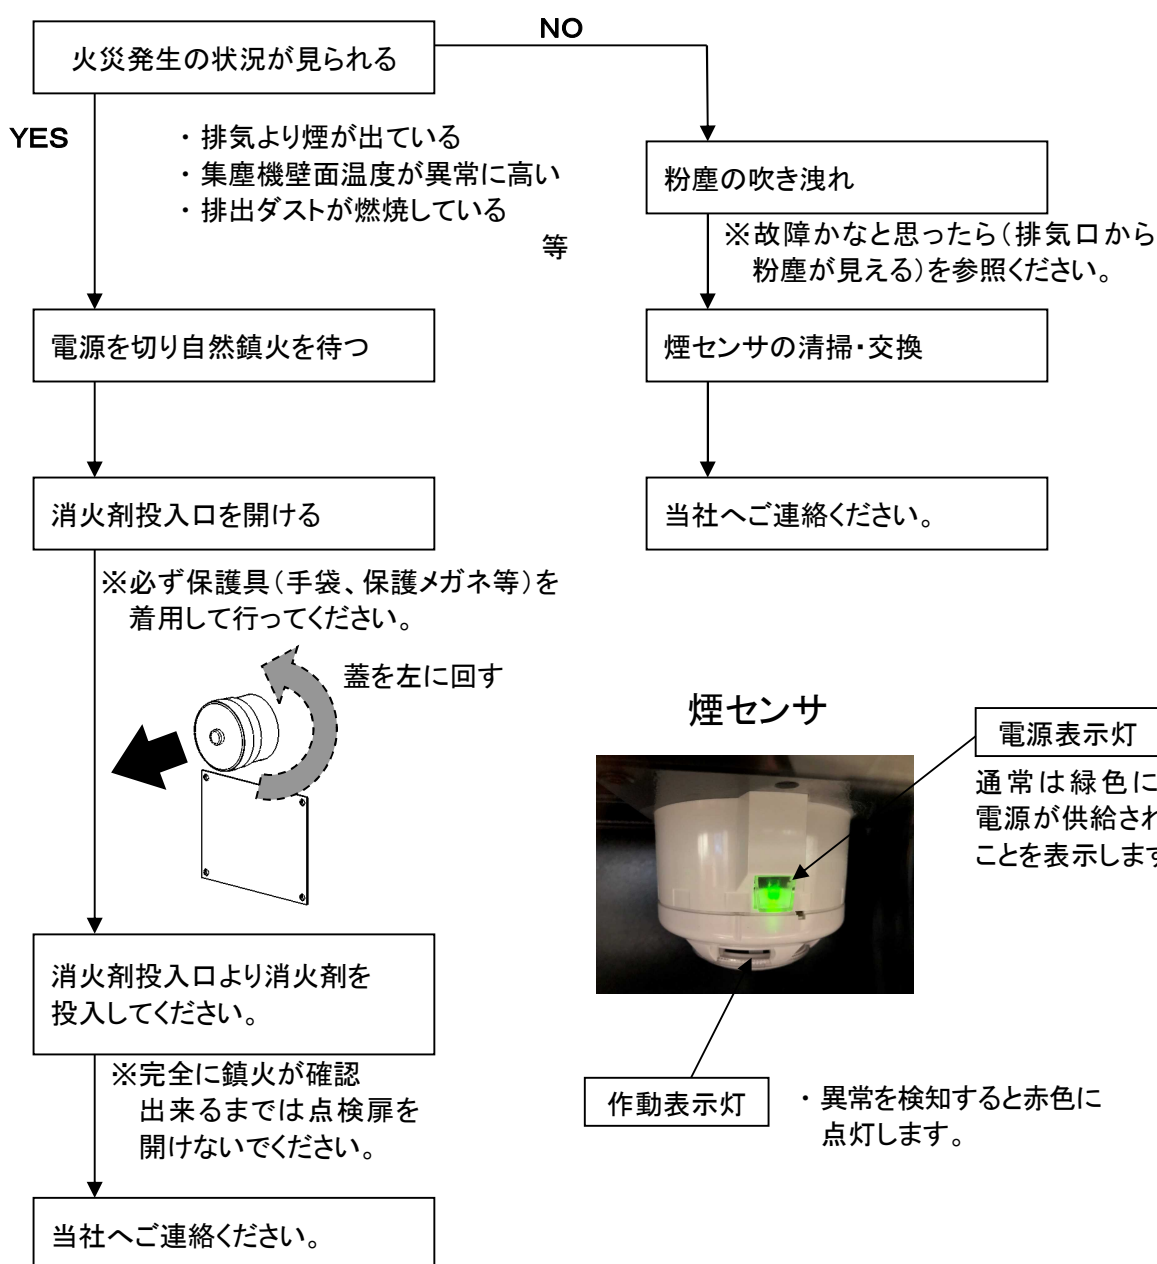 火災発生の状況が見られる
NO
YES
・排気より煙が出ている
・集塵機壁面温度が異常に高い
・排出ダストが燃焼している
等
粉塵の吹き洩れ
※故障かなと思ったら（排気口から
粉塵が見える）を参照ください。
電源を切り自然鎮火を待つ
煙センサの清掃・交換
消火剤投入口を開ける
当社へご連絡ください。
※必ず保護具（手袋、保護メガネ等）を
着用して行ってください。
蓋を左に回す
煙センサ
電源表示灯
通常は緑色に
電源が供給され
ことを表示します
消火剤投入口より消火剤を
投入してください。
※完全に鎮火が確認
出来るまでは点検扉を
開けないでください。
作動表示灯
・異常を検知すると赤色に
点灯します。
当社へご連絡ください。